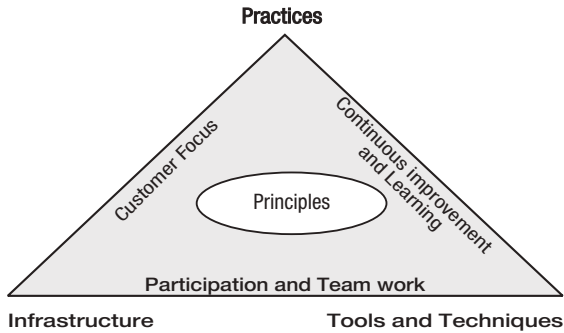 Practices
Customer Focus
Continuous improvement
and Learning
Principles
Participation and Team work
Infrastructure
Tools and Techniques